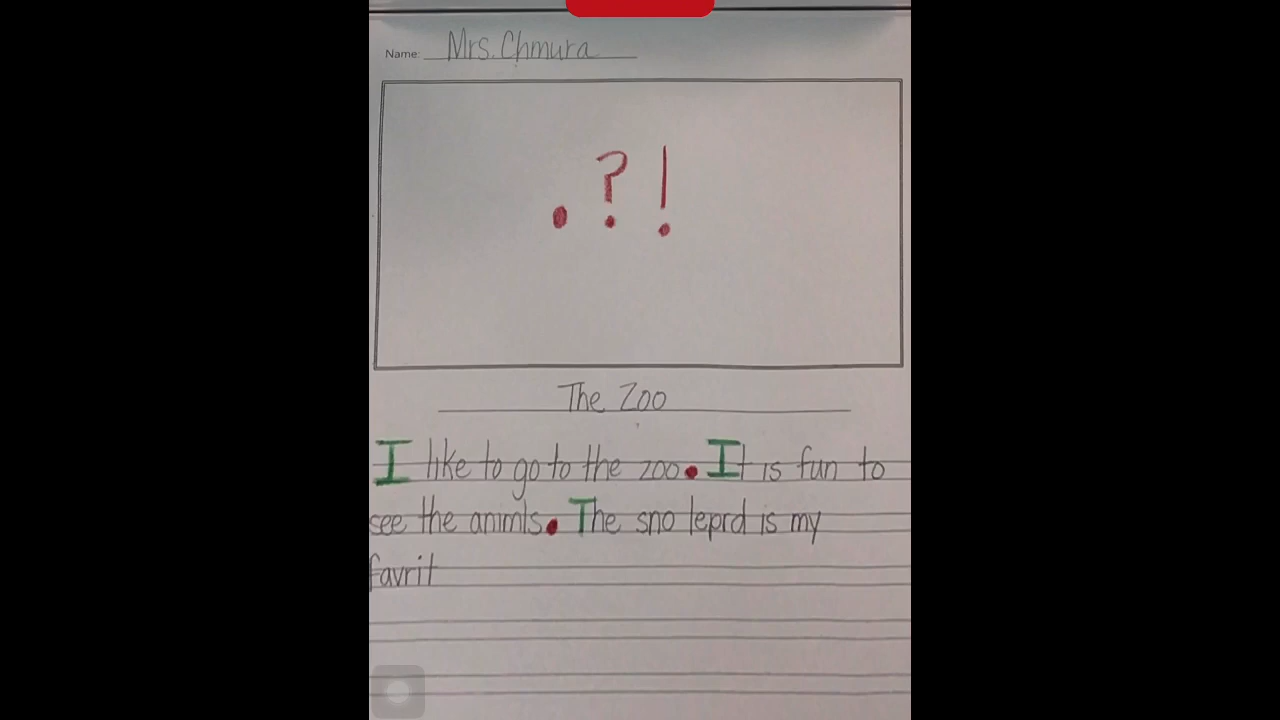 Name: Mrs. Chmura
. ? !
The Zoo
I like to go to the zoo. It is fun to
see the animls. The sno leprd is my
favrit